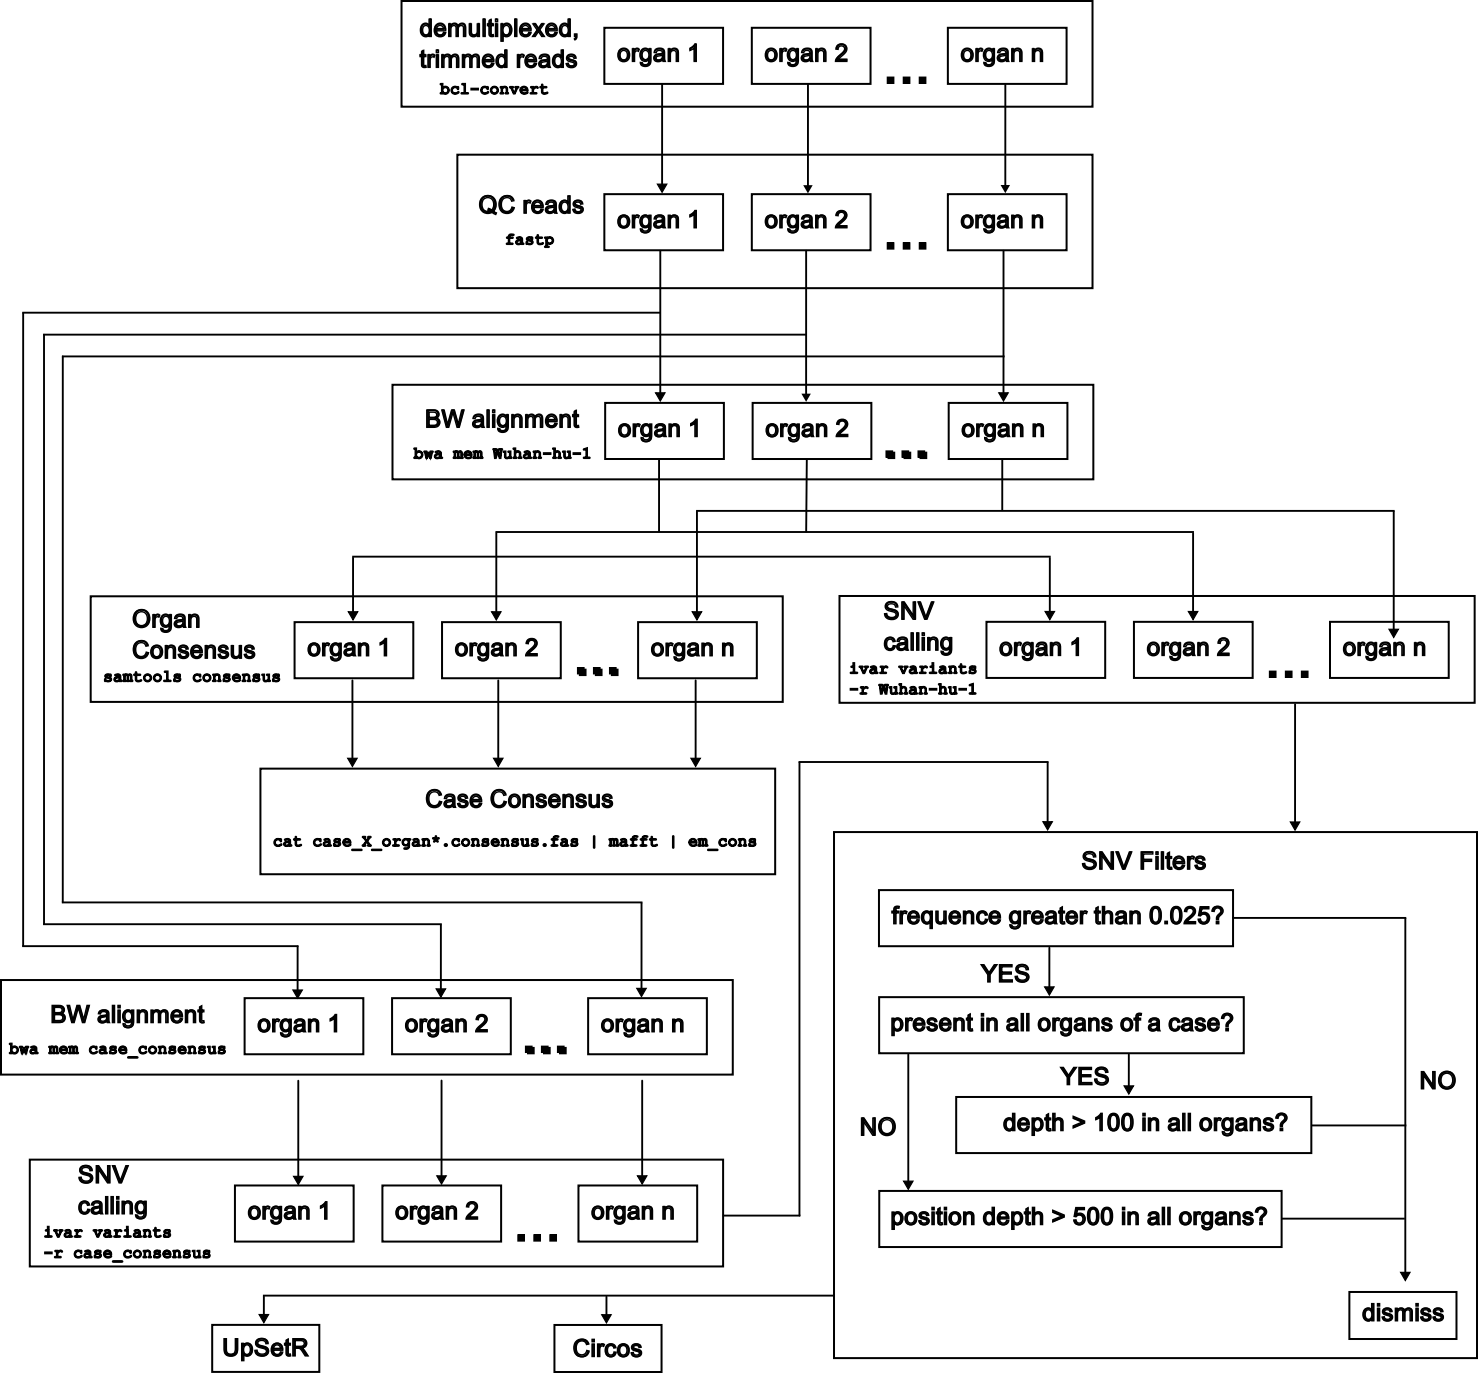 demultiplexed,
trimmed reads
bcl-convert
organ 1
organ 2
...
organ n
QC reads
fastp
organ 1
organ 2
...
organ n
BW alignment
bwa mem Wuhan-hu-1
organ 1
organ 2
...
organ n
Organ
Consensus
samtools consensus
organ 1
organ 2
...
organ n
SNV
calling
ivar variants
-r Wuhan-hu-1
organ 1
organ 2
...
organ n
Case Consensus
cat case_X_organ*.consensus.fas | mafft | em_cons
BW alignment
bwa mem case_consensus
organ 1
organ 2
...
organ n
SNV
calling
ivar variants
-r case_consensus
organ 1
organ 2
...
organ n
SNV Filters
frequence greater than 0.025?
YES
present in all organs of a case?
YES
NO
NO
depth > 100 in all organs?
position depth > 500 in all organs?
dismiss
UpSetR
Circos